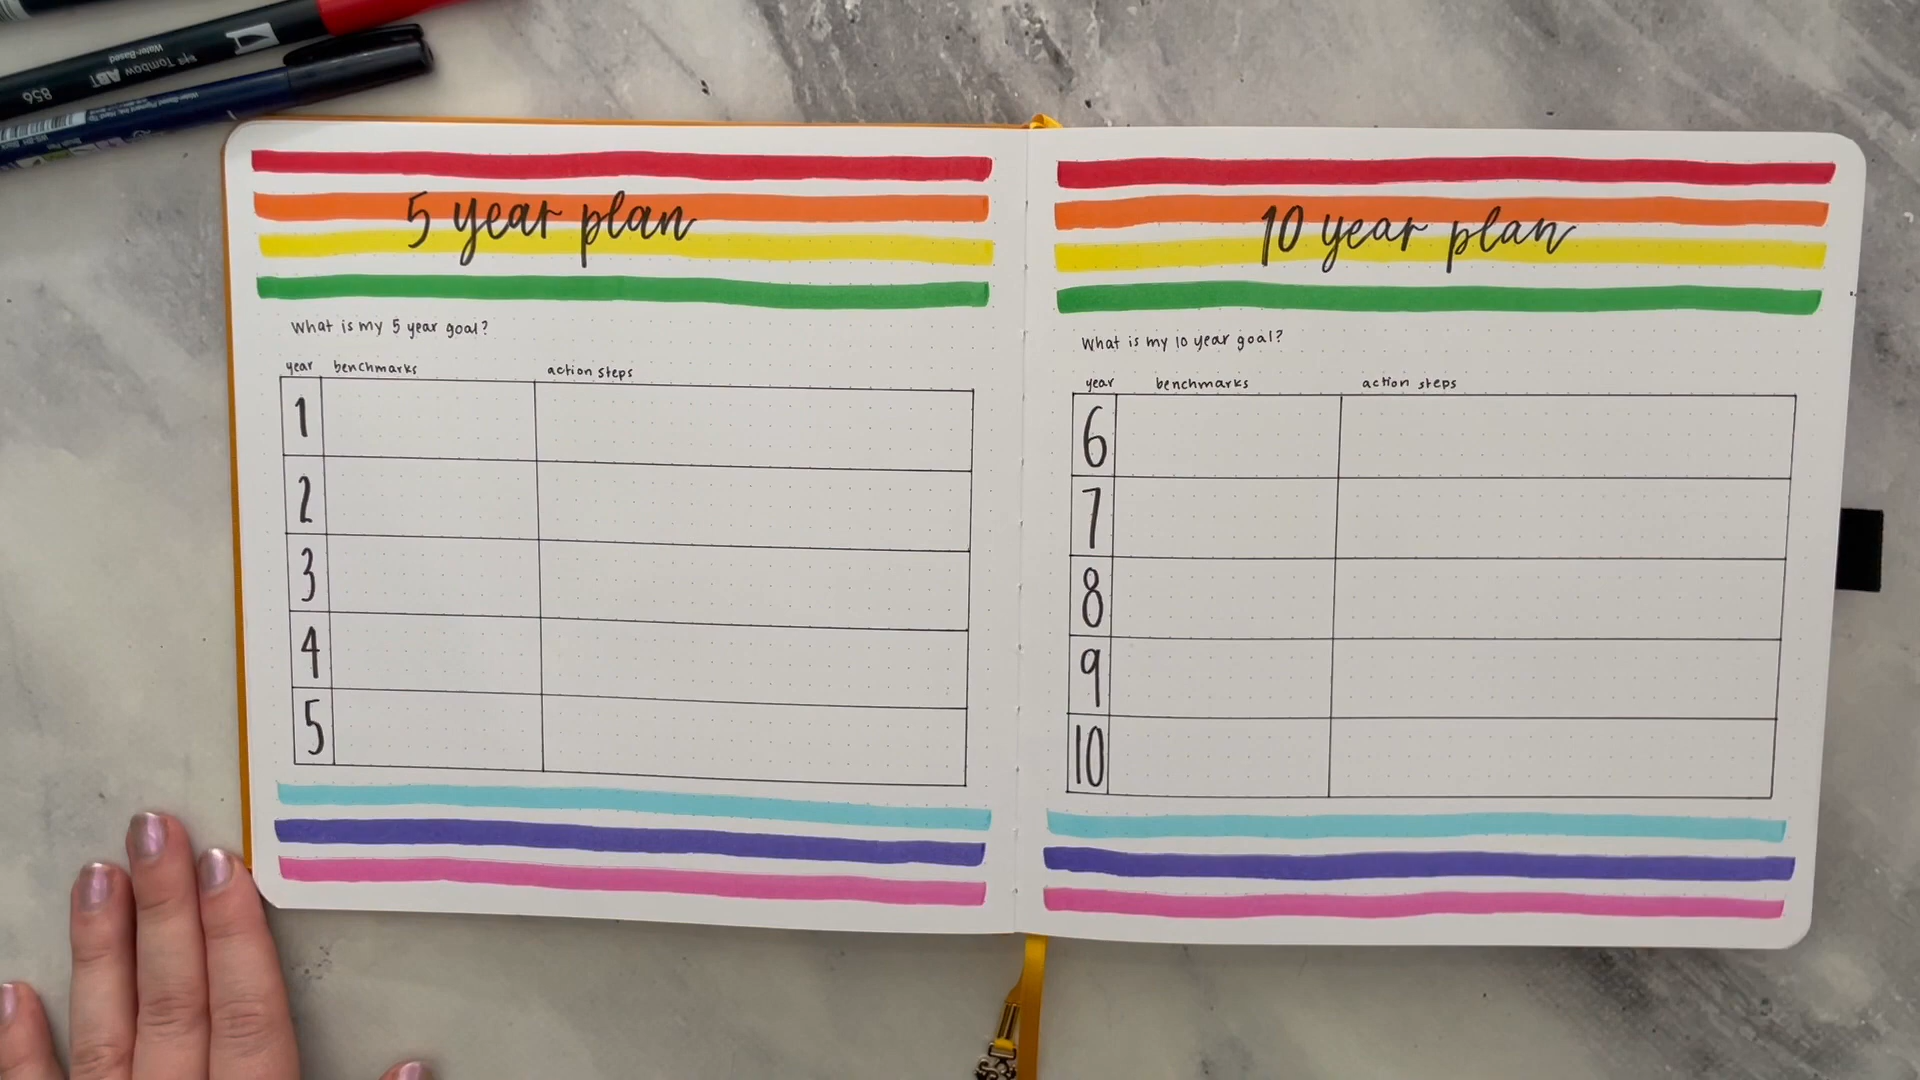 856 Tombow ABT
Water-Based
5 year plan
What is my 5 year goal?
year benchmarks action steps
1
2
3
4
5
10 year plan
What is my 10 year goal?
year benchmarks action steps
6
7
8
9
10